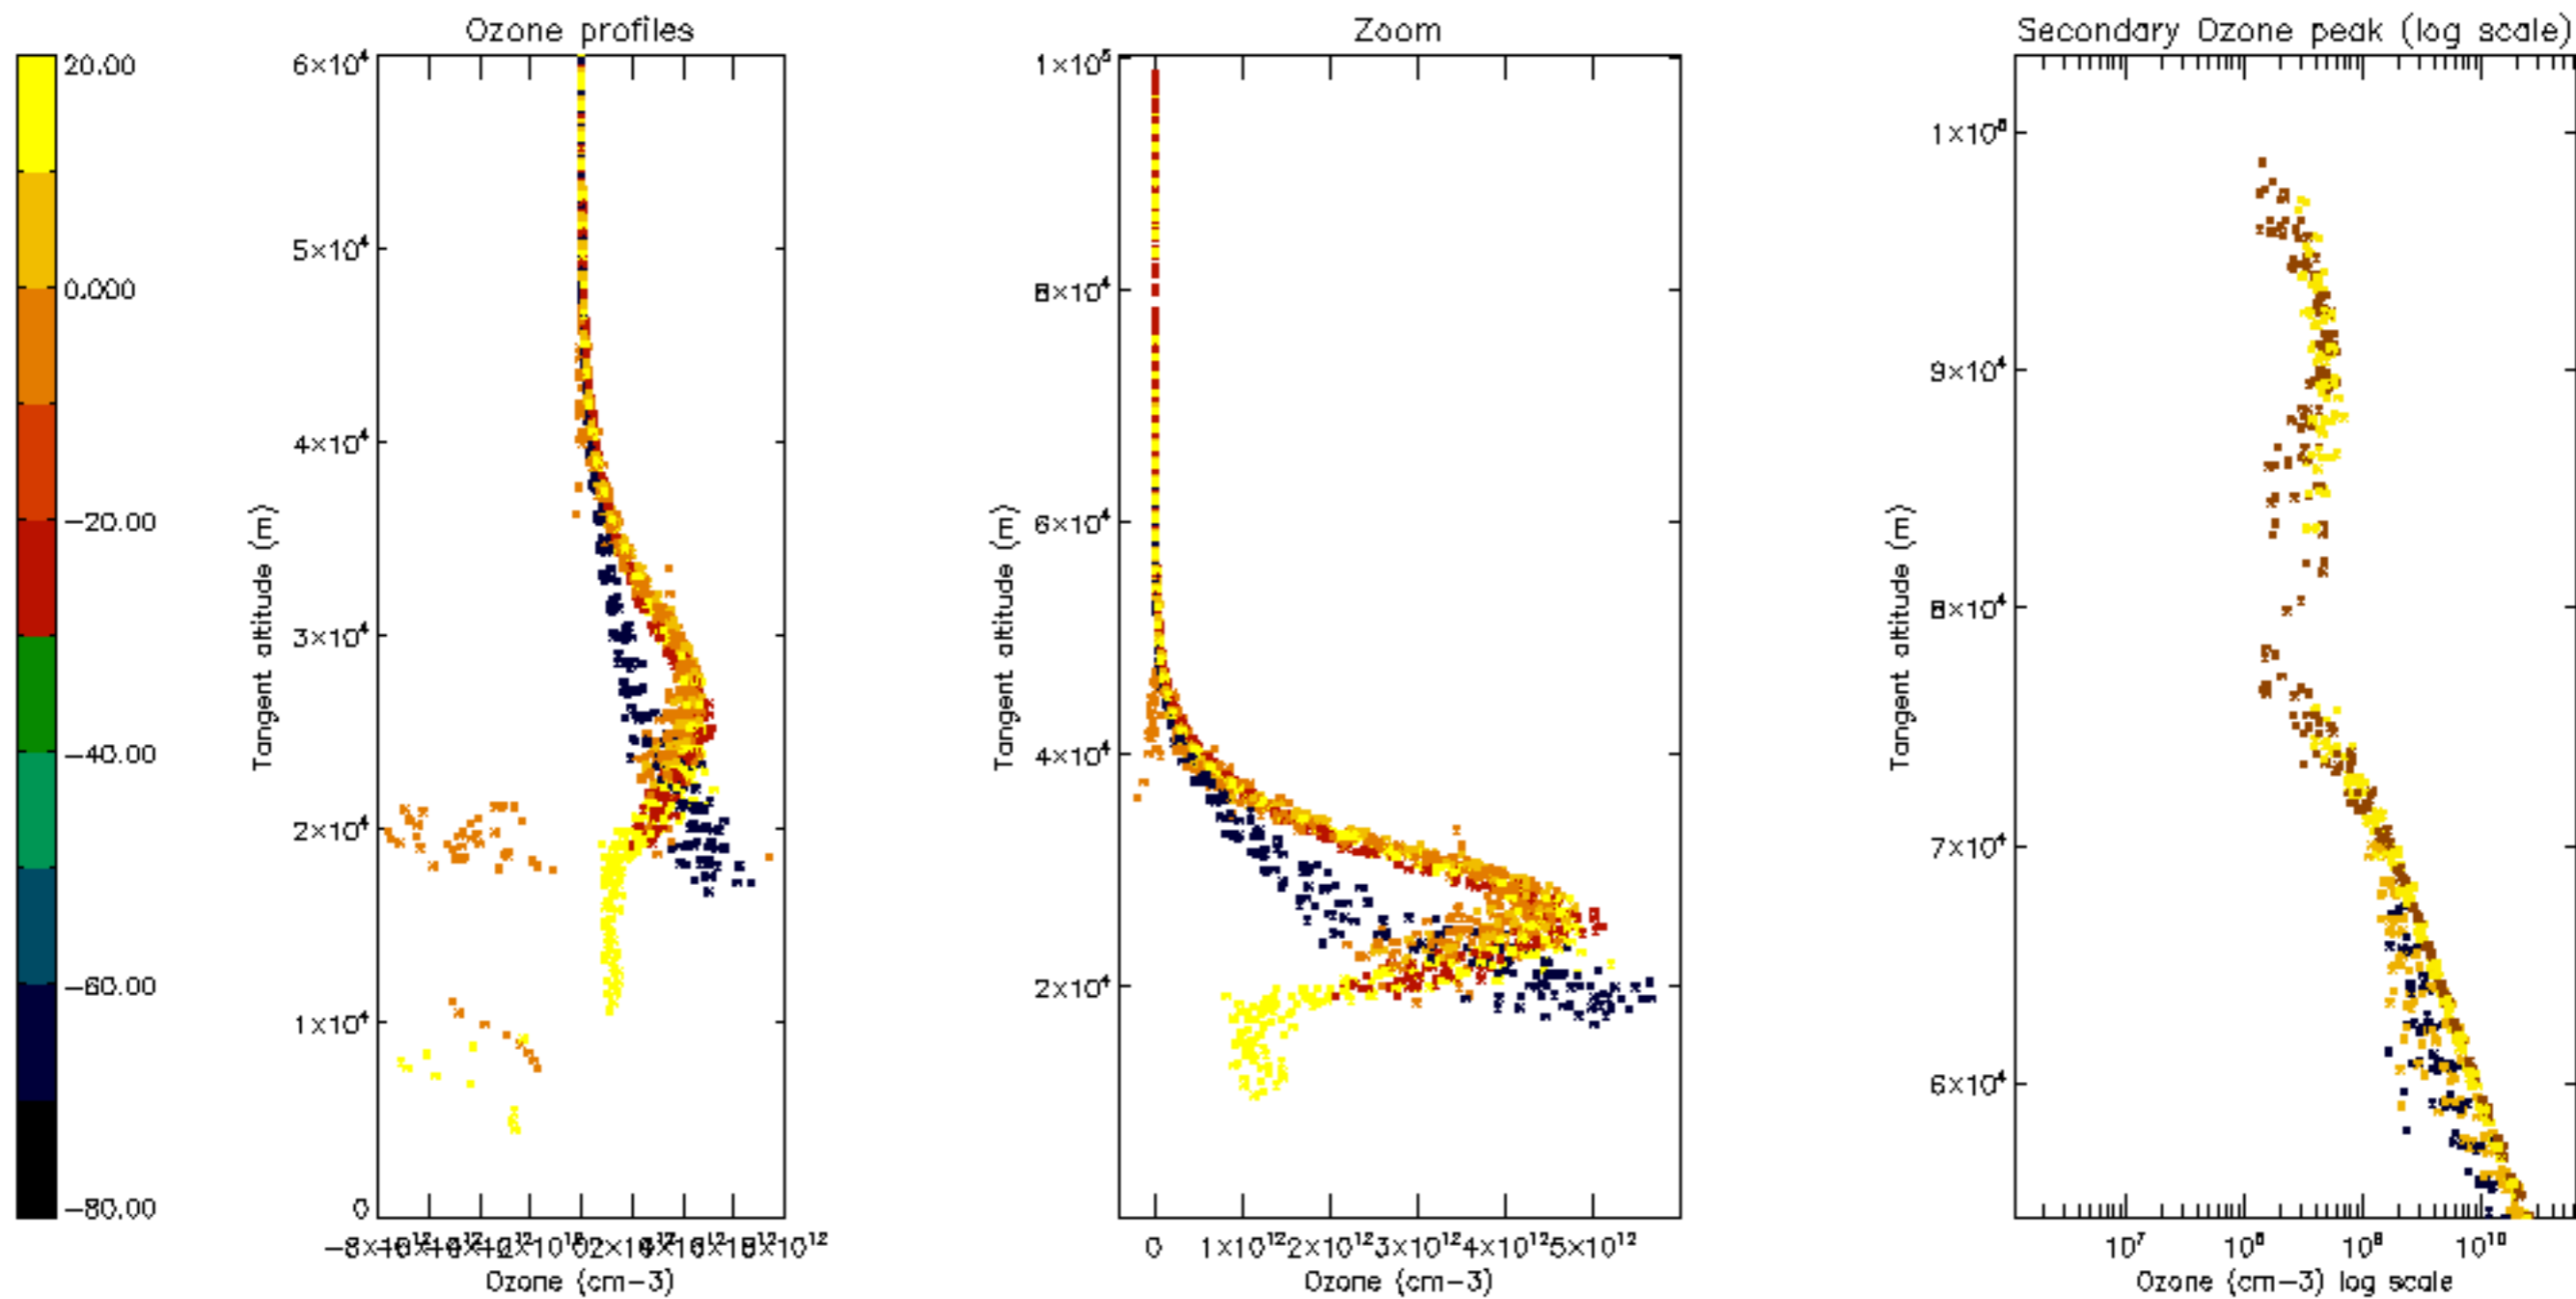 Ozone profiles
Zoom
Secondary Ozone peak (log scale)
20.00
0.000
−20.00
−40.00
−60.00
−80.00
6×10⁴
5×10⁴
4×10⁴
3×10⁴
2×10⁴
1×10⁴
0
Tangent altitude (m)
8×10¹²
Ozone (cm−3)
1×10⁵
8×10⁴
6×10⁴
4×10⁴
2×10⁴
Tangent altitude (m)
0 1×10¹² 2×10¹² 3×10¹² 4×10¹² 5×10¹²
Ozone (cm−3)
1×10⁵
9×10⁴
8×10⁴
7×10⁴
6×10⁴
Tangent altitude (m)
10⁷ 10⁸ 10⁹ 10¹⁰
Ozone (cm−3) log scale